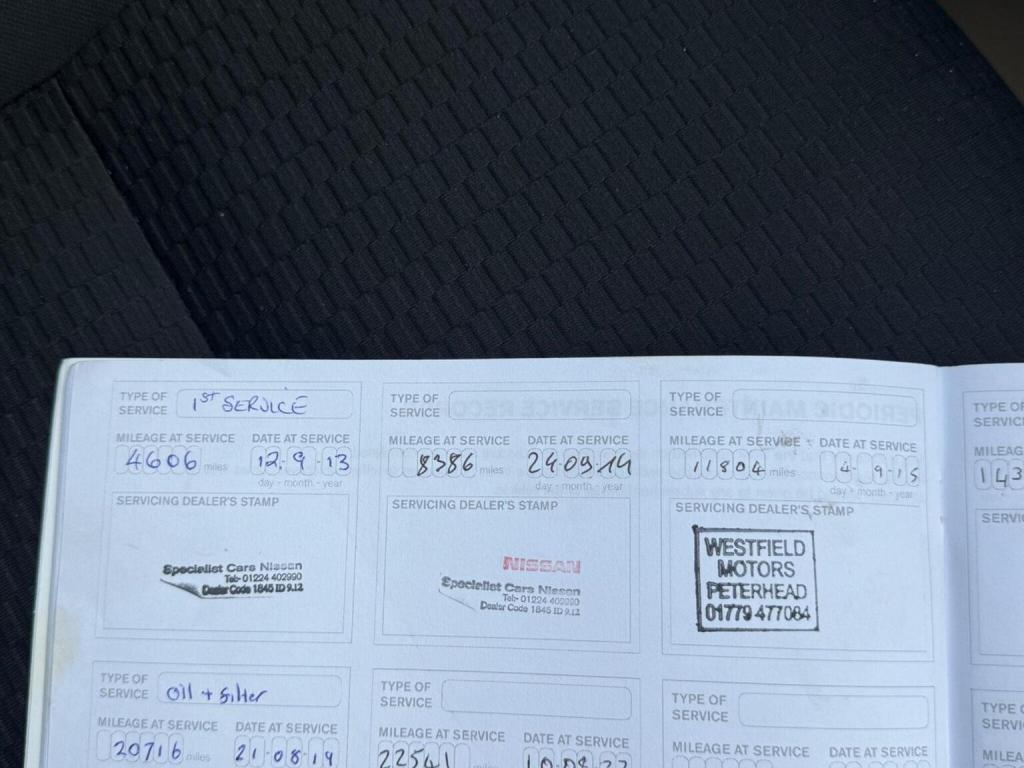 TYPE OF SERVICE 1ST SERVICE
MILEAGE AT SERVICE DATE AT SERVICE
4606 miles 12.9.13
day - month - year
SERVICING DEALER'S STAMP
Specialist Cars Nissan
Tel:- 01224 402990
Dealer Code 1845 ID 9.12
TYPE OF SERVICE
MILEAGE AT SERVICE DATE AT SERVICE
8386 miles 24.09.14
day - month - year
SERVICING DEALER'S STAMP
NISSAN
Specialist Cars Nissan
Tel:- 01224 402990
Dealer Code 1845 ID 9.12
TYPE OF SERVICE
MILEAGE AT SERVICE DATE AT SERVICE
11804 miles 4-9-15
day - month - year
SERVICING DEALER'S STAMP
WESTFIELD
MOTORS
PETERHEAD
01779 477084
TYPE OF
SERVICE
MILEAGE
143
TYPE OF SERVICE Oil + filter
MILEAGE AT SERVICE DATE AT SERVICE
20716 miles 21-08-19
TYPE OF SERVICE
MILEAGE AT SERVICE DATE AT SERVICE
22541
TYPE OF SERVICE
MILEAGE AT SERVICE DATE AT SERVICE